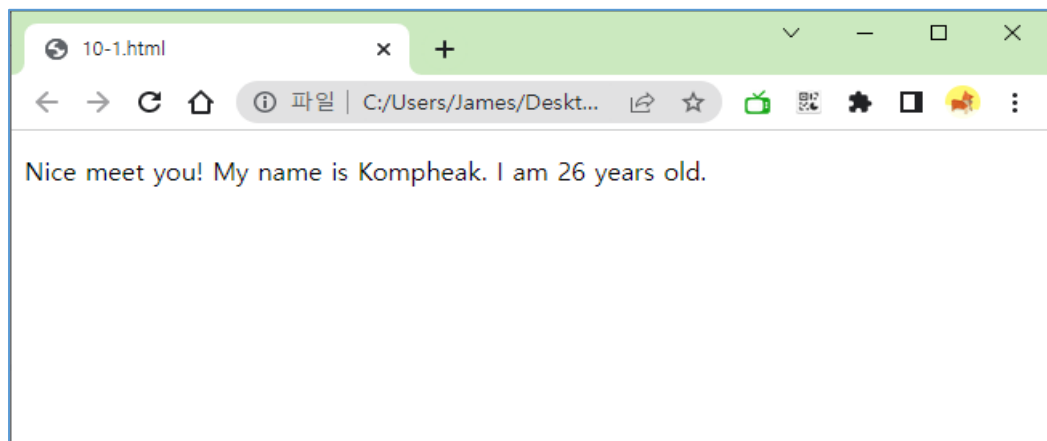 10-1.html
파일 C:/Users/James/Deskt...
Nice meet you! My name is Kompheak. I am 26 years old.